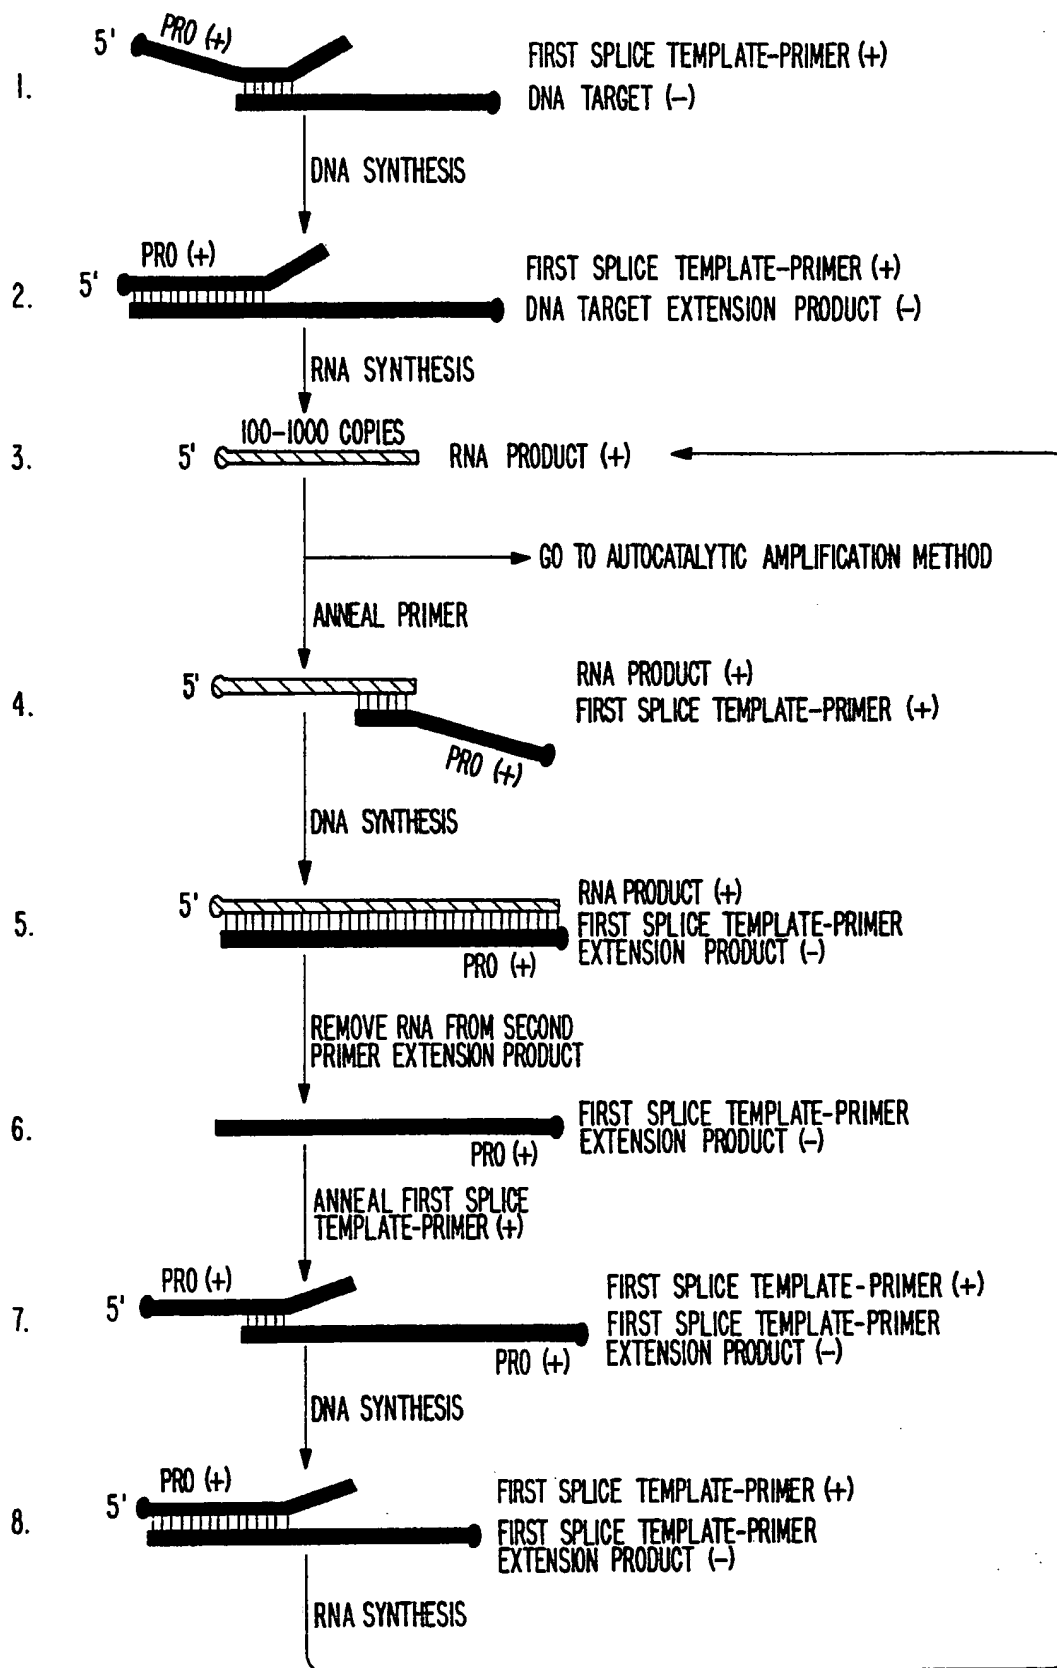 PRO (+)
5'
FIRST SPLICE TEMPLATE-PRIMER (+)
1.
DNA TARGET (-)
DNA SYNTHESIS
PRO (+)
5'
FIRST SPLICE TEMPLATE-PRIMER (+)
2.
DNA TARGET EXTENSION PRODUCT (-)
RNA SYNTHESIS
100-1000 COPIES
3.
5'
RNA PRODUCT (+)
GO TO AUTOCATALYTIC AMPLIFICATION METHOD
ANNEAL PRIMER
5'
RNA PRODUCT (+)
4.
FIRST SPLICE TEMPLATE-PRIMER (+)
PRO (+)
DNA SYNTHESIS
5'
RNA PRODUCT (+)
5.
FIRST SPLICE TEMPLATE-PRIMER
EXTENSION PRODUCT (-)
PRO (+)
REMOVE RNA FROM SECOND
PRIMER EXTENSION PRODUCT
6.
FIRST SPLICE TEMPLATE-PRIMER
EXTENSION PRODUCT (-)
PRO (+)
ANNEAL FIRST SPLICE
TEMPLATE-PRIMER (+)
PRO (+)
5'
FIRST SPLICE TEMPLATE-PRIMER (+)
7.
FIRST SPLICE TEMPLATE-PRIMER
EXTENSION PRODUCT (-)
PRO (+)
DNA SYNTHESIS
PRO (+)
5'
FIRST SPLICE TEMPLATE-PRIMER (+)
8.
FIRST SPLICE TEMPLATE-PRIMER
EXTENSION PRODUCT (-)
RNA SYNTHESIS